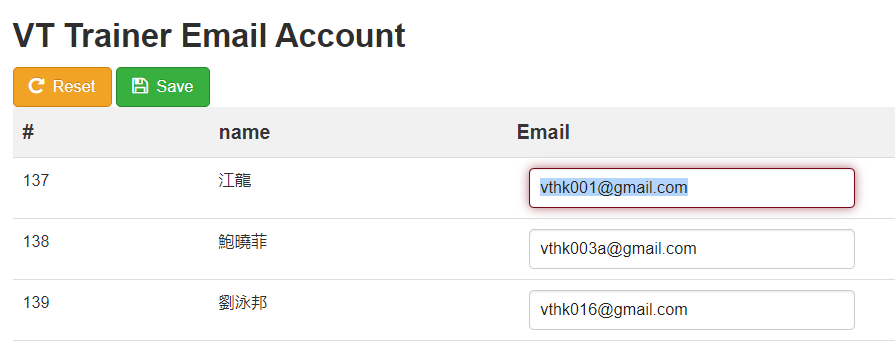 VT Trainer Email Account
Reset Save
# name Email
137 江龍 vthk001@gmail.com
138 鮑曉菲 vthk003a@gmail.com
139 劉泳邦 vthk016@gmail.com